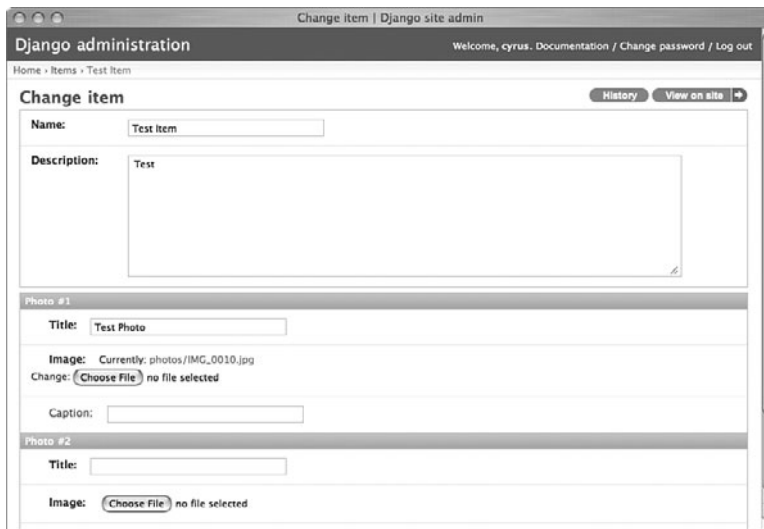 Change item | Django site admin
Django administration
Welcome, cyrus. Documentation / Change password / Log out
Home › Items › Test Item
Change item
History
View on site
Name:
Test Item
Description:
Test
Photo #1
Title:
Test Photo
Image: Currently: photos/IMG_0010.jpg
Change: Choose File no file selected
Caption:
Photo #2
Title:
Image: Choose File no file selected